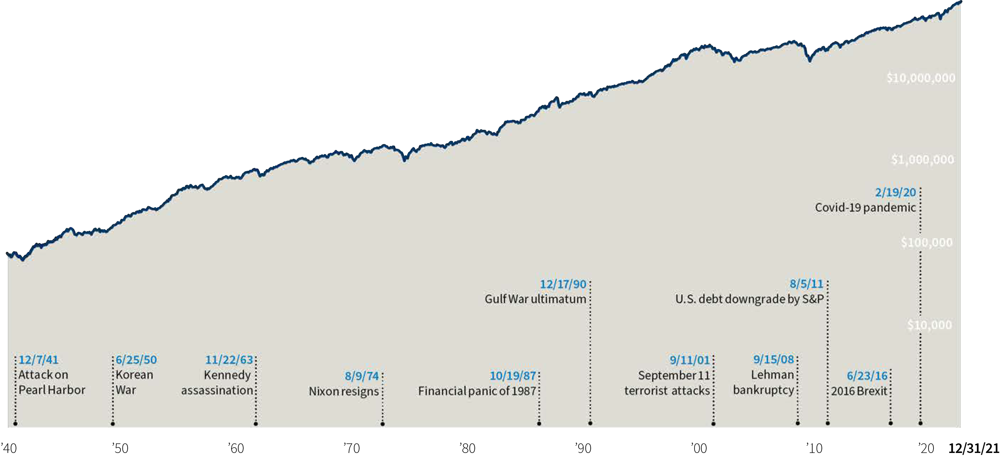 $10,000,000
$1,000,000
2/19/20
Covid-19 pandemic
$100,000
12/17/90
Gulf War ultimatum
8/5/11
U.S. debt downgrade by S&P
$10,000
12/7/41
Attack on
Pearl Harbor
6/25/50
Korean
War
11/22/63
Kennedy
assassination
8/9/74
Nixon resigns
10/19/87
Financial panic of 1987
9/11/01
September 11
terrorist attacks
9/15/08
Lehman
bankruptcy
6/23/16
2016 Brexit
’40 ’50 ’60 ’70 ’80 ’90 ’00 ’10 ’20 12/31/21